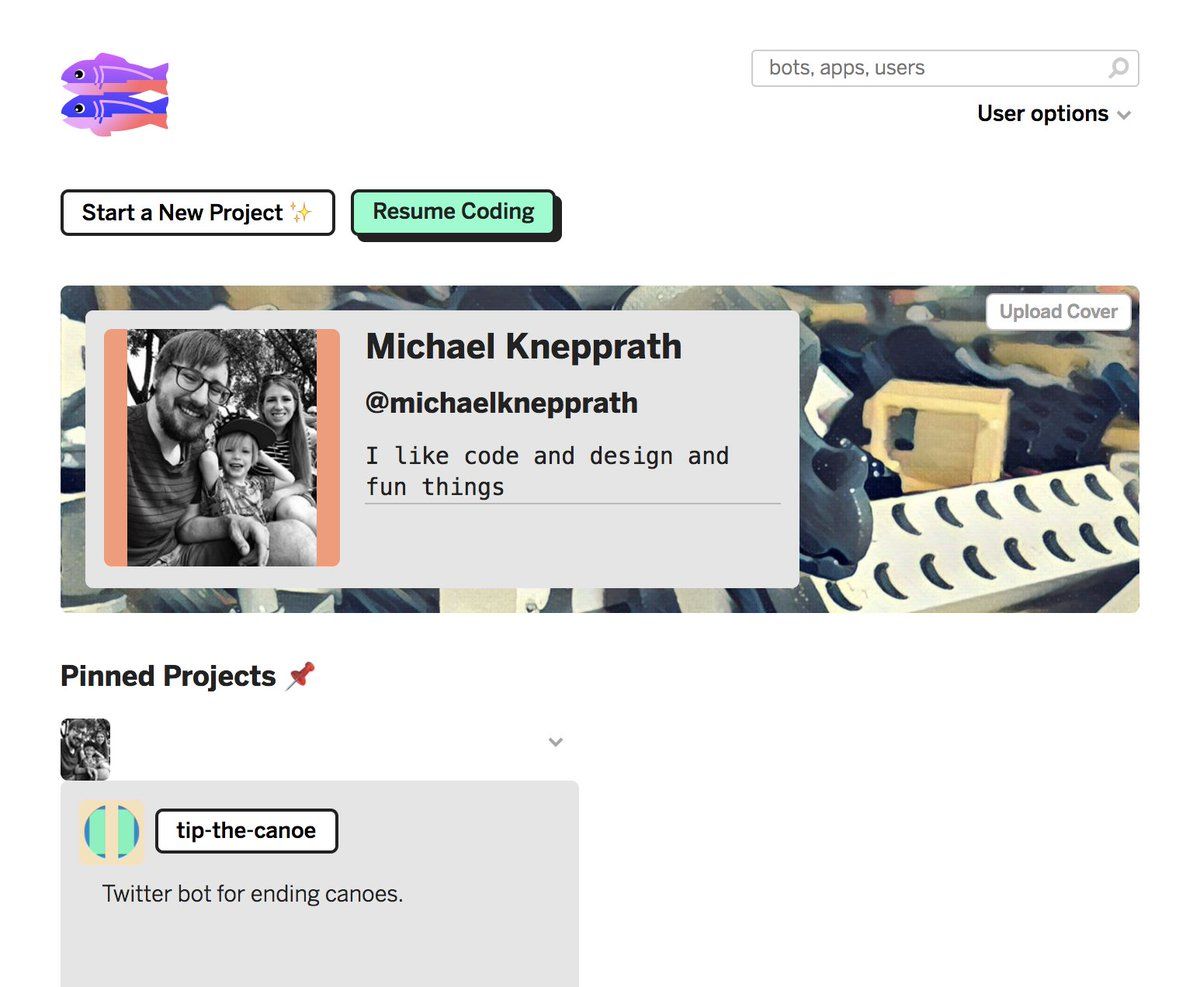 bots, apps, users
User options
Start a New Project ✨
Resume Coding
Upload Cover
Michael Knepprath
@michaelknepprath
I like code and design and
fun things
Pinned Projects 📌
tip-the-canoe
Twitter bot for ending canoes.